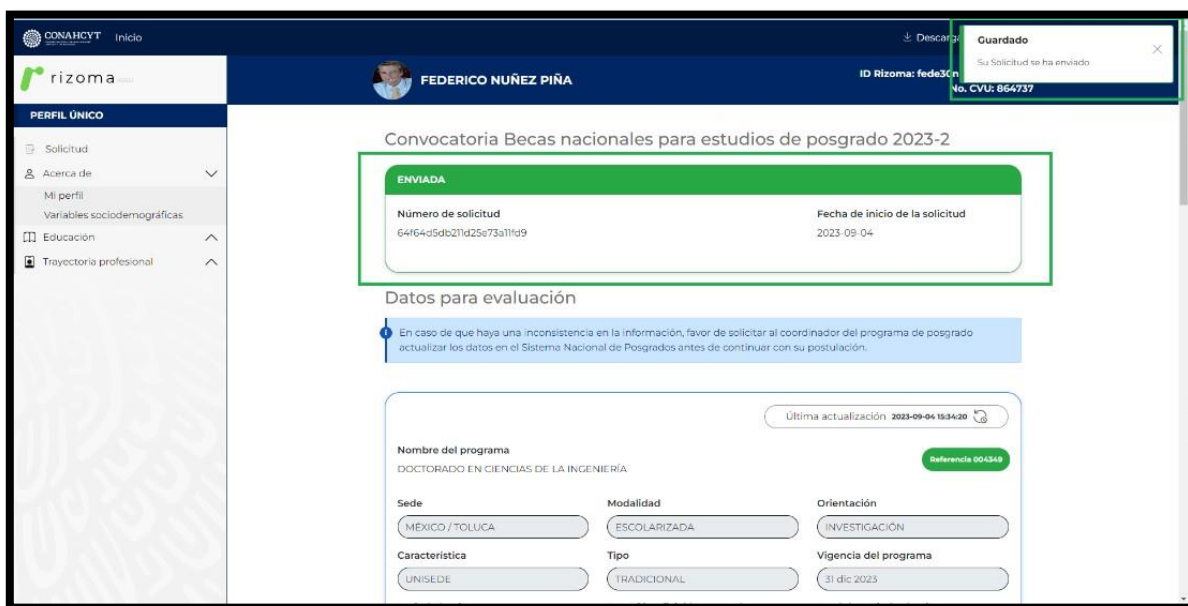 CONAHCYT Inicio
Descarga
Guardado
Su Solicitud se ha enviado
rizoma
FEDERICO NUÑEZ PIÑA
ID Rizoma: fede30n
No. CVU: 864737
PERFIL ÚNICO
Solicitud
Acerca de
Mi perfil
Variables sociodemográficas
Educación
Trayectoria profesional
Convocatoria Becas nacionales para estudios de posgrado 2023-2
ENVIADA
Número de solicitud
Fecha de inicio de la solicitud
64f64d5db211d25e73a11fd9
2023-09-04
Datos para evaluación
En caso de que haya una inconsistencia en la información, favor de solicitar al coordinador del programa de posgrado
actualizar los datos en el Sistema Nacional de Posgrados antes de continuar con su postulación.
Última actualización 2023-09-04 15:34:20
Nombre del programa
DOCTORADO EN CIENCIAS DE LA INGENIERÍA
Referencia 004349
Sede Modalidad Orientación
MÉXICO / TOLUCA ESCOLARIZADA INVESTIGACIÓN
Característica Tipo Vigencia del programa
UNISEDE TRADICIONAL 31 dic 2023